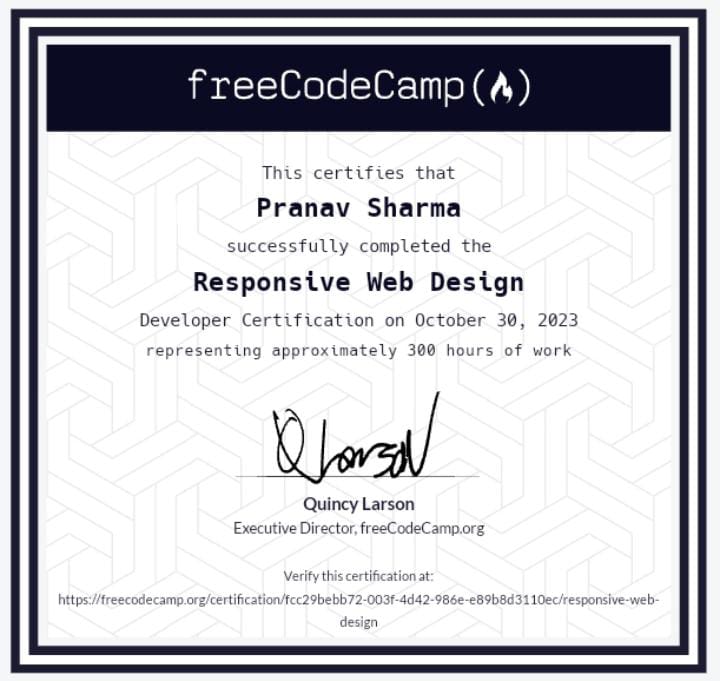 freeCodeCamp(🔥)
This certifies that
Pranav Sharma
successfully completed the
Responsive Web Design
Developer Certification on October 30, 2023
representing approximately 300 hours of work
Q Larson
Quincy Larson
Executive Director, freeCodeCamp.org
Verify this certification at:
https://freecodecamp.org/certification/fcc29bebb72-003f-4d42-986e-e89b8d3110ec/responsive-web-
design